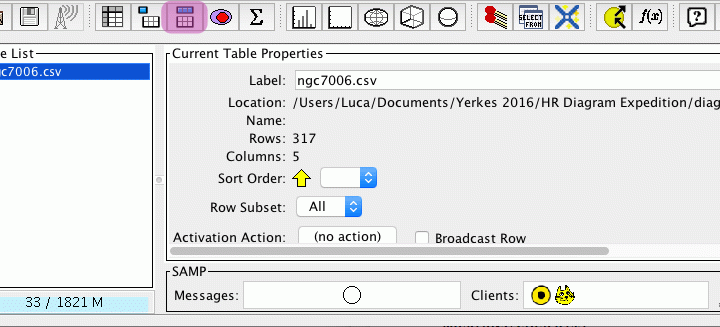 SELECT
FROM
f(x)
e List
Current Table Properties
c7006.csv
Label: ngc7006.csv
Location: /Users/Luca/Documents/Yerkes 2016/HR Diagram Expedition/diag
Name:
Rows: 317
Columns: 5
Sort Order:
Row Subset: All
Activation Action: (no action) Broadcast Row
SAMP
33 / 1821 M
Messages: Clients: